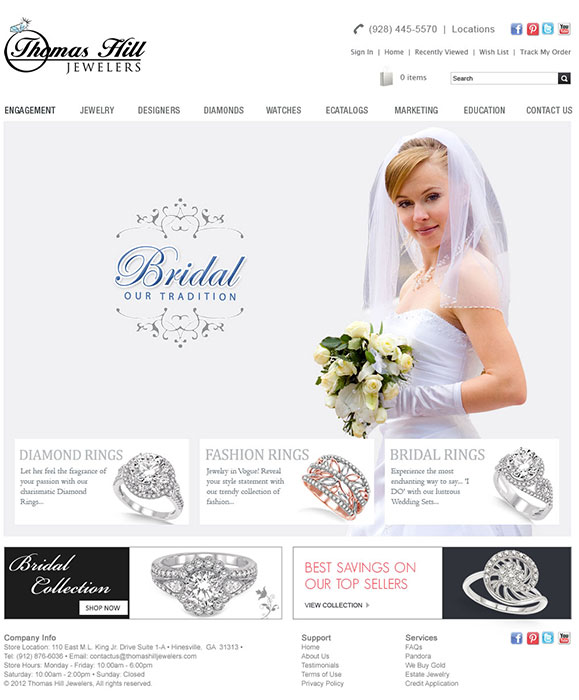 Thomas Hill
JEWELERS
(928) 445-5570 | Locations
Sign In | Home | Recently Viewed | Wish List | Track My Order
0 items
Search
ENGAGEMENT JEWELRY DESIGNERS DIAMONDS WATCHES ECATALOGS MARKETING EDUCATION CONTACT US
Bridal
OUR TRADITION
DIAMOND RINGS
Let her feel the fragrance of
your passion with our
charismatic Diamond
Rings...
FASHION RINGS
Jewelry in Vogue! Reveal
your style statement with
our trendy collection of
fashion...
BRIDAL RINGS
Experience the most
enchanting way to say... 'I
DO' with our lustrous
Wedding Sets...
Bridal
Collection
SHOP NOW
BEST SAVINGS ON
OUR TOP SELLERS
VIEW COLLECTION
Company Info
Store Location: 110 East M.L. King Jr. Drive Suite 1-A • Hinesville, GA 31313 •
Tel: (912) 876-6036 • Email: contactus@thomashilljewelers.com
Store Hours: Monday - Friday: 10:00am - 6:00pm
Saturday: 10:00am - 2:00pm • Sunday: Closed
© 2012 Thomas Hill Jewelers, All rights reserved.
Support
Home
About Us
Testimonials
Terms of Use
Privacy Policy
Services
FAQs
Pandora
We Buy Gold
Estate Jewelry
Credit Application